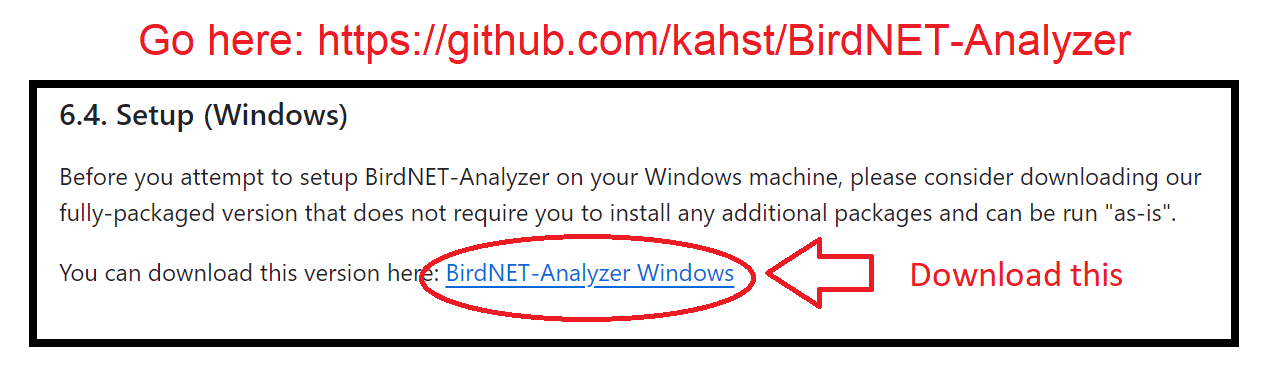 Go here: https://github.com/kahst/BirdNET-Analyzer
6.4. Setup (Windows)
Before you attempt to setup BirdNET-Analyzer on your Windows machine, please consider downloading our
fully-packaged version that does not require you to install any additional packages and can be run "as-is".
You can download this version here: BirdNET-Analyzer Windows
Download this